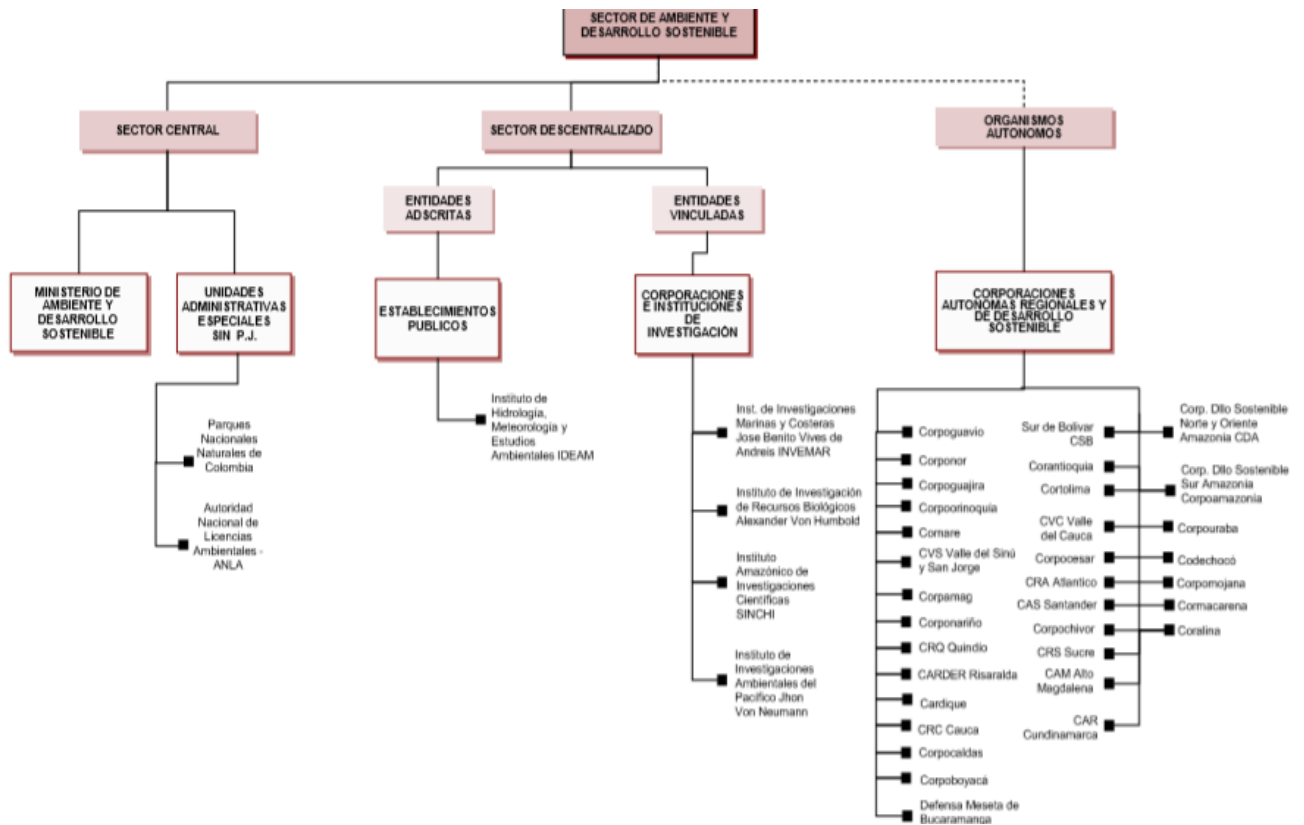 SECTOR DE AMBIENTE Y
DESARROLLO SOSTENIBLE
SECTOR CENTRAL
SECTOR DESCENTRALIZADO
ORGANISMOS
AUTONOMOS
ENTIDADES
ADSCRITAS
ENTIDADES
VINCULADAS
MINISTERIO DE
AMBIENTE Y
DESARROLLO
SOSTENIBLE
UNIDADES
ADMINISTRATIVAS
ESPECIALES
SIN P.J.
ESTABLECIMIENTOS
PUBLICOS
CORPORACIONES
E INSTITUCIONES
DE
INVESTIGACIÓN
CORPORACIONES
AUTONOMAS REGIONALES Y
DE DESARROLLO
SOSTENIBLE
Parques
Nacionales
Naturales de
Colombia
Autoridad
Nacional de
Licencias
Ambientales -
ANLA
Instituto de
Hidrología,
Meteorología y
Estudios
Ambientales IDEAM
Inst. de Investigaciones
Marinas y Costeras
Jose Benito Vives de
Andreis INVEMAR
Instituto de Investigación
de Recursos Biológicos
Alexander Von Humbold
Instituto
Amazónico de
Investigaciones
Científicas
SINCHI
Instituto de
Investigaciones
Ambientales del
Pacífico Jhon
Von Neumann
Corpoguavio
Corponor
Corpoguajira
Corpoorinoquia
Cornare
CVS Valle del Sinú
y San Jorge
Corpamag
Corponariño
CRQ Quindío
CARDER Risaralda
Cardique
CRC Cauca
Corpocaldas
Corpoboyacá
Defensa Meseta de
Bucaramanga
Sur de Bolivar
CSB
Corantioquia
Cortolima
CVC Valle
del Cauca
Corpocesar
CRA Atlantico
CAS Santander
Corpochivor
CRS Sucre
CAM Alto
Magdalena
CAR
Cundinamarca
Corp. Dllo Sostenible
Norte y Oriente
Amazonia CDA
Corp. Dllo Sostenible
Sur Amazonia
Corpoamazonia
Corpouraba
Codechocó
Corpomojana
Cormacarena
Coralina